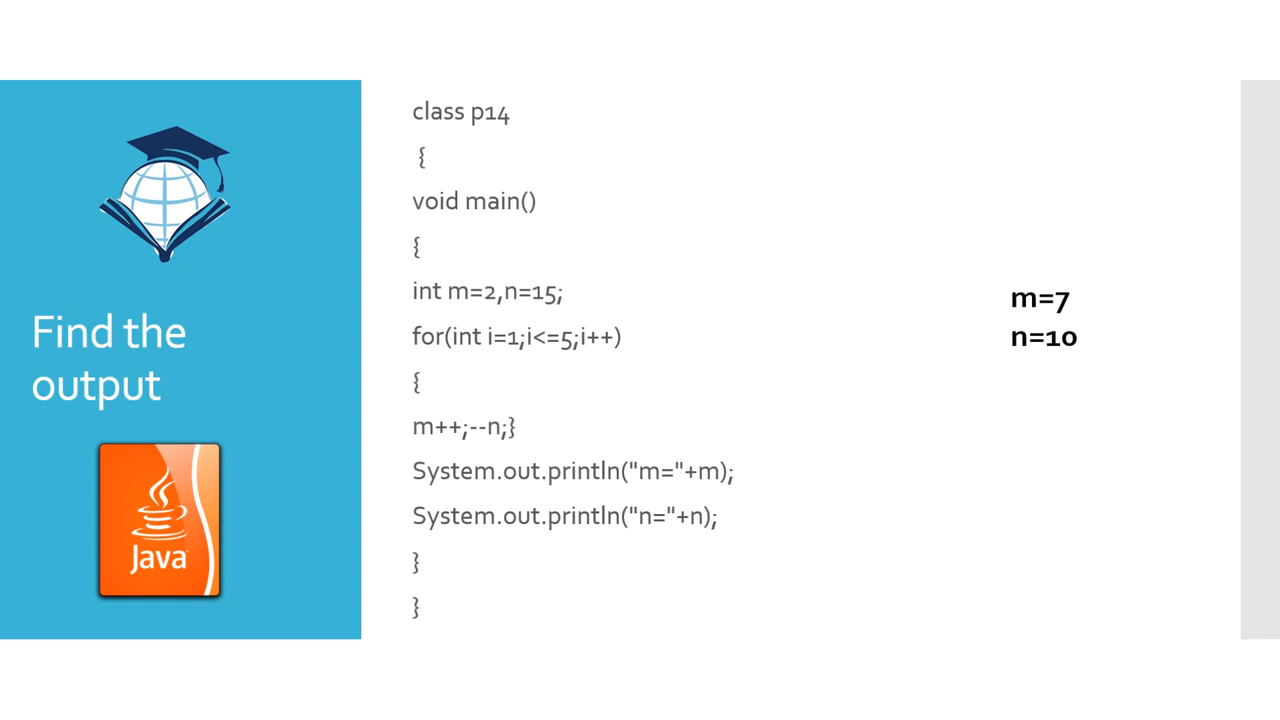 Find the
output
Java
class p14
{
void main()
{
int m=2,n=15;
for(int i=1;i<=5;i++)
{
m++;--n;}
System.out.println("m="+m);
System.out.println("n="+n);
}
}
m=7
n=10